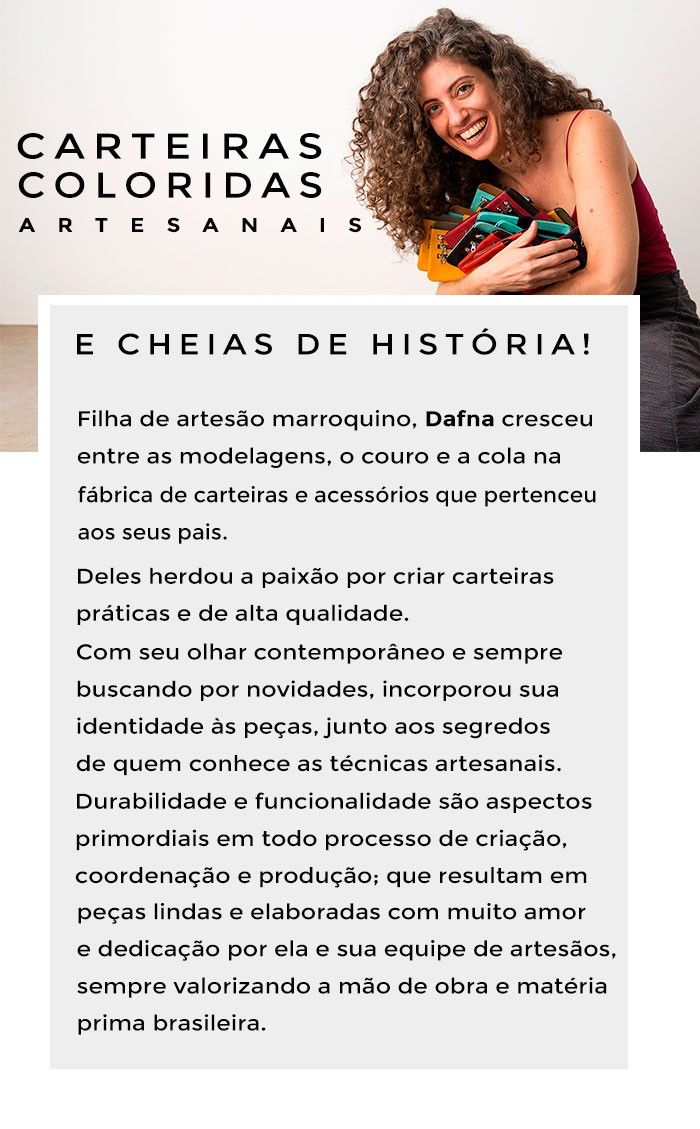 CARTEIRAS
COLORIDAS
ARTESANAIS
E CHEIAS DE HISTÓRIA!
Filha de artesão marroquino, Dafna cresceu
entre as modelagens, o couro e a cola na
fábrica de carteiras e acessórios que pertenceu
aos seus pais.
Deles herdou a paixão por criar carteiras
práticas e de alta qualidade.
Com seu olhar contemporâneo e sempre
buscando por novidades, incorporou sua
identidade às peças, junto aos segredos
de quem conhece as técnicas artesanais.
Durabilidade e funcionalidade são aspectos
primordiais em todo processo de criação,
coordenação e produção; que resultam em
peças lindas e elaboradas com muito amor
e dedicação por ela e sua equipe de artesãos,
sempre valorizando a mão de obra e matéria
prima brasileira.